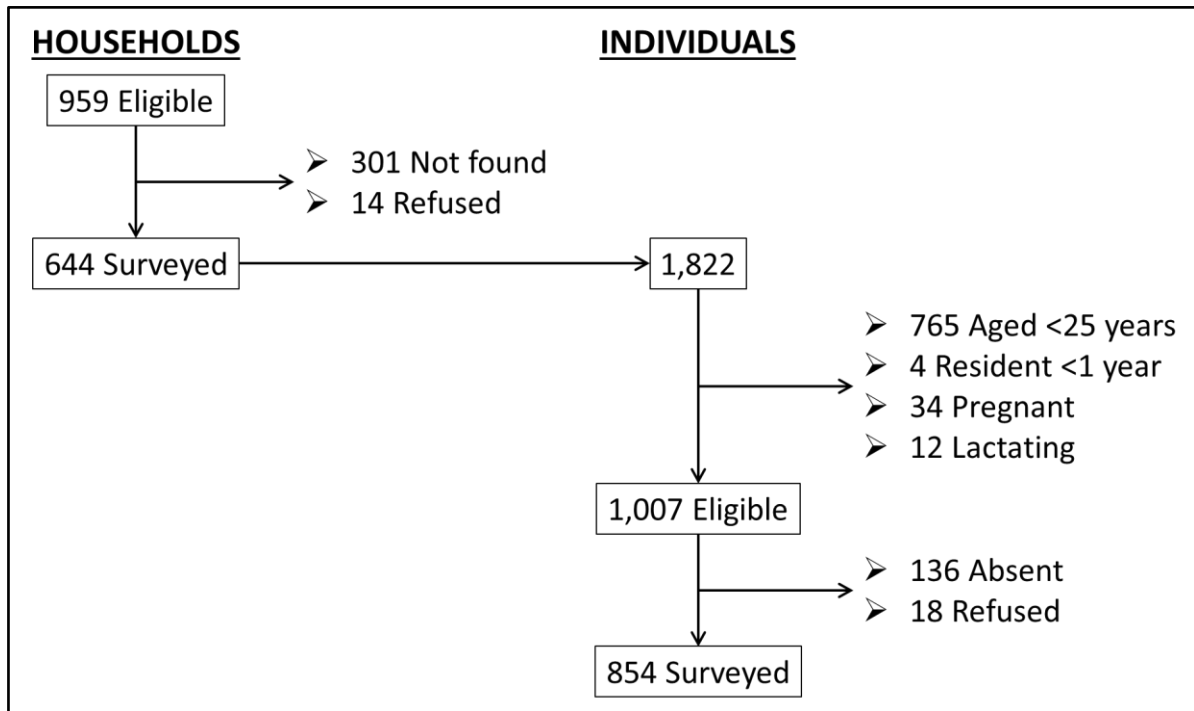 HOUSEHOLDS
959 Eligible
➢ 301 Not found
➢ 14 Refused
644 Surveyed
INDIVIDUALS
1,822
➢ 765 Aged <25 years
➢ 4 Resident <1 year
➢ 34 Pregnant
➢ 12 Lactating
1,007 Eligible
➢ 136 Absent
➢ 18 Refused
854 Surveyed